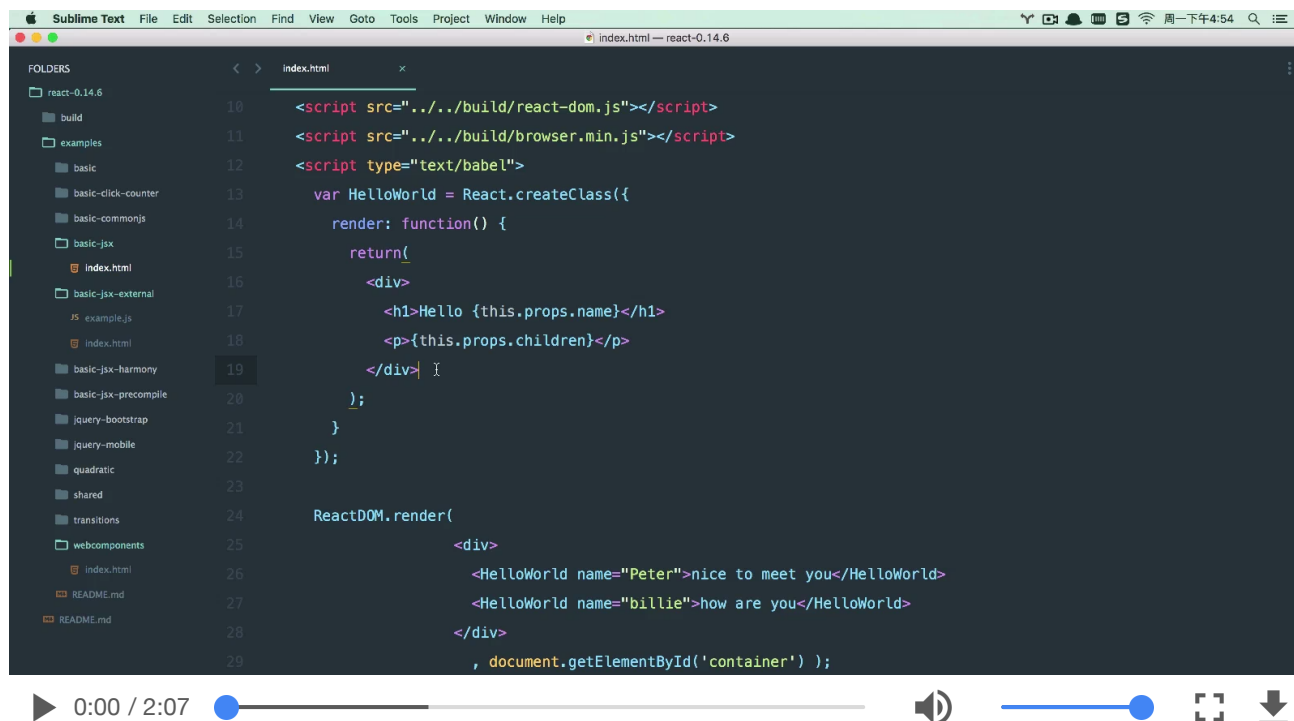 Sublime Text File Edit Selection Find View Goto Tools Project Window Help 周一下午4:54
index.html — react-0.14.6
FOLDERS
react-0.14.6
build
examples
basic
basic-click-counter
basic-commonjs
basic-jsx
index.html
basic-jsx-external
JS example.js
index.html
basic-jsx-harmony
basic-jsx-precompile
jquery-bootstrap
jquery-mobile
quadratic
shared
transitions
webcomponents
index.html
README.md
README.md
index.html ×
10 <script src="../../build/react-dom.js"></script>
11 <script src="../../build/browser.min.js"></script>
12 <script type="text/babel">
13 var HelloWorld = React.createClass({
14 render: function() {
15 return(
16 <div>
17 <h1>Hello {this.props.name}</h1>
18 <p>{this.props.children}</p>
19 </div>
20 );
21 }
22 });
23
24 ReactDOM.render(
25 <div>
26 <HelloWorld name="Peter">nice to meet you</HelloWorld>
27 <HelloWorld name="billie">how are you</HelloWorld>
28 </div>
29 , document.getElementById('container') );
0:00 / 2:07